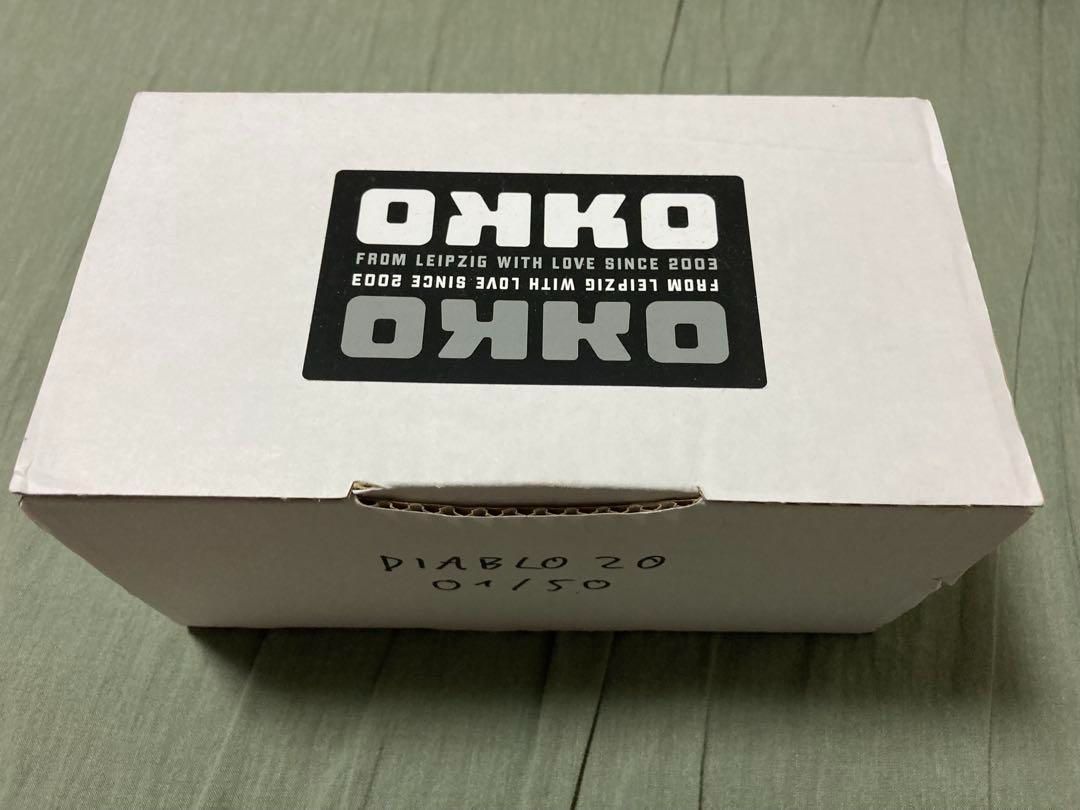 OKKO
FROM LEIPZIG WITH LOVE SINCE 2003
FROM LEIPZIG WITH LOVE SINCE 2003
OKKO
DIABLO 20
01/50